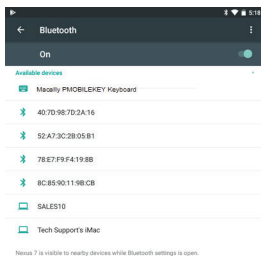 5:18
Bluetooth
On
Available devices
Macally PMOBILEKEY Keyboard
40:7D:98:7D:2A:16
52:A7:3C:2B:05:B1
78:E7:F9:F4:19:8B
8C:85:90:11:9B:CB
SALES10
Tech Support's iMac
Nexus 7 is visible to nearby devices while Bluetooth settings is open.